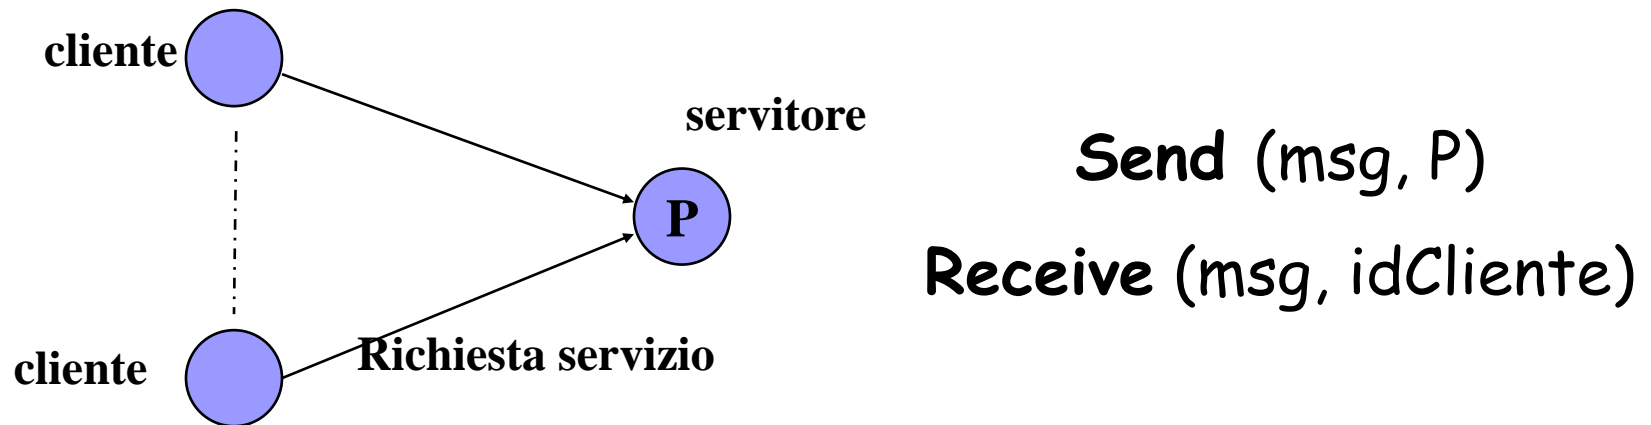 cliente
servitore
P
Richiesta servizio
cliente
Send (msg, P)
Receive (msg, idCliente)